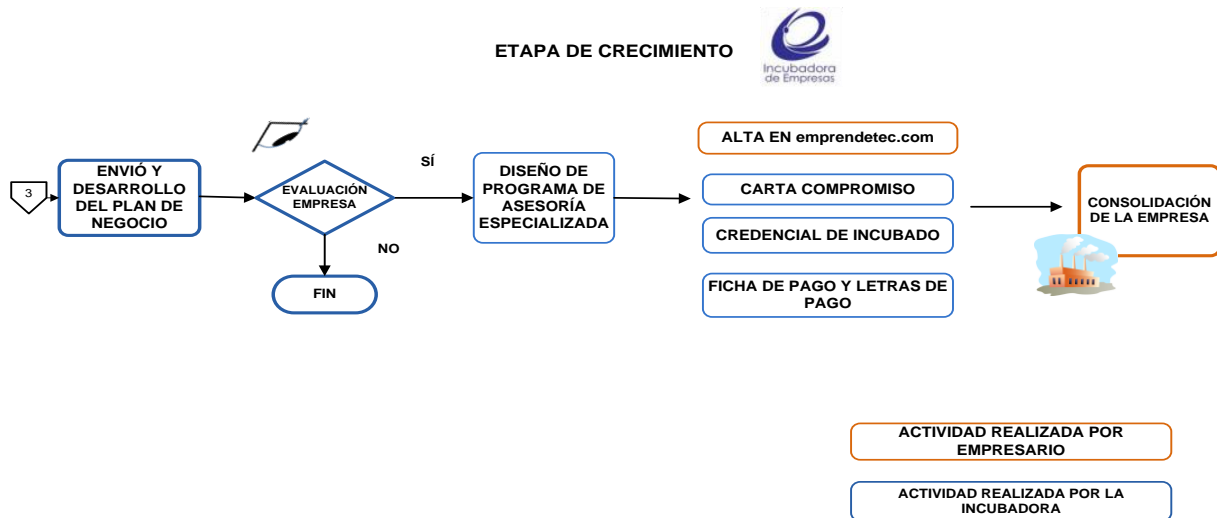 ETAPA DE CRECIMIENTO
Incubadora
de Empresas
3
ENVIÓ Y
DESARROLLO
DEL PLAN DE
NEGOCIO
EVALUACIÓN
EMPRESA
SÍ
NO
FIN
DISEÑO DE
PROGRAMA DE
ASESORÍA
ESPECIALIZADA
ALTA EN emprendetec.com
CARTA COMPROMISO
CREDENCIAL DE INCUBADO
FICHA DE PAGO Y LETRAS DE
PAGO
CONSOLIDACIÓN
DE LA EMPRESA
ACTIVIDAD REALIZADA POR
EMPRESARIO
ACTIVIDAD REALIZADA POR LA
INCUBADORA